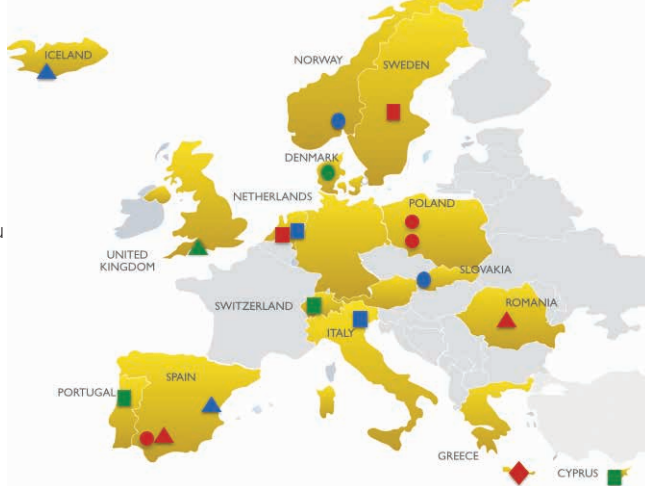 ICELAND
NORWAY
SWEDEN
DENMARK
NETHERLANDS
POLAND
u
UNITED
KINGDOM
SLOVAKIA
SWITZERLAND
ROMANIA
ITALY
SPAIN
PORTUGAL
GREECE
CYPRUS